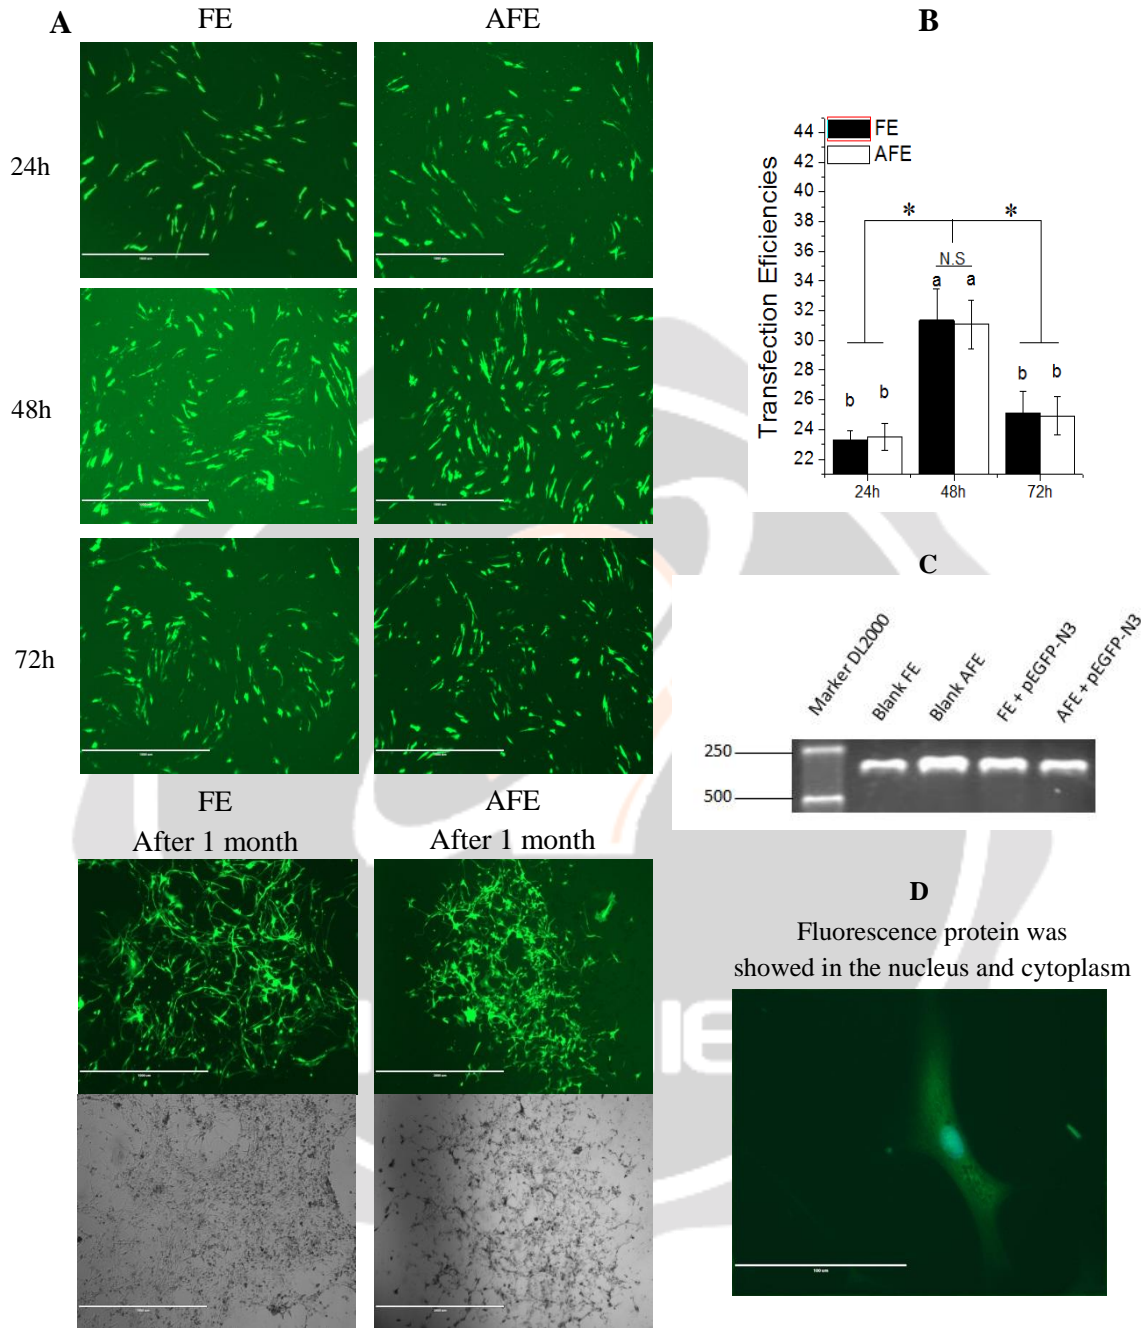 A
FE
AFE
24h
48h
72h
FE
AFE
After 1 month
After 1 month
B
FE
AFE
Transfection Eficiencies
44
42
40
38
36
34
32
30
28
26
24
22
*
*
N.S
a
a
b
b
b
b
24h
48h
72h
C
Marker DL2000
Blank FE
Blank AFE
FE + pEGFP-N3
AFE + pEGFP-N3
250
500
D
Fluorescence protein was
showed in the nucleus and cytoplasm
100 um